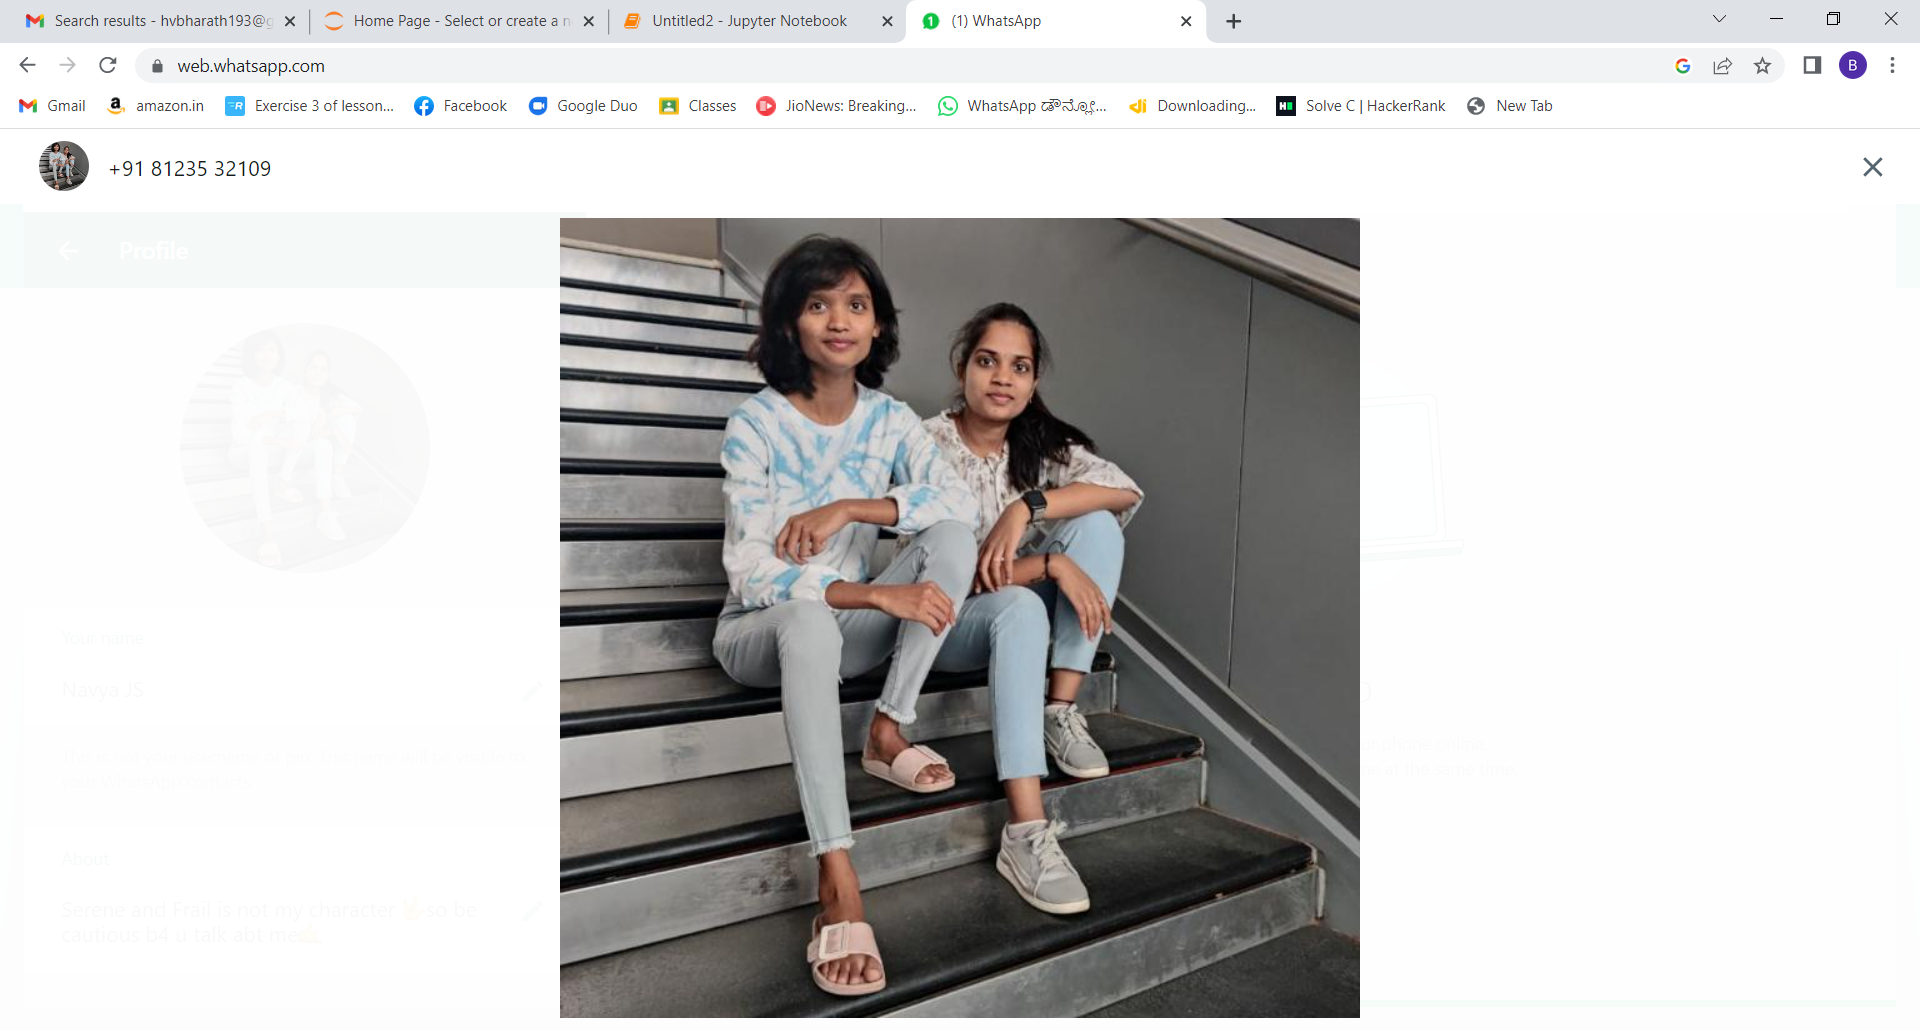 Search results - hvbharath193@g
Home Page - Select or create a n
Untitled2 - Jupyter Notebook
(1) WhatsApp
web.whatsapp.com
B
Gmail
amazon.in
Exercise 3 of lesson...
Facebook
Google Duo
Classes
JioNews: Breaking...
WhatsApp ಡೌನ್ಲೋ...
Downloading...
Solve C | HackerRank
New Tab
+91 81235 32109
Profile
Your name
Navya JS
This is not your username or pin. This name will be visible to
your WhatsApp contacts.
About
Serene and Frail is not my character 🤘so be
cautious b4 u talk abt me
r phone online.
es at the same time.